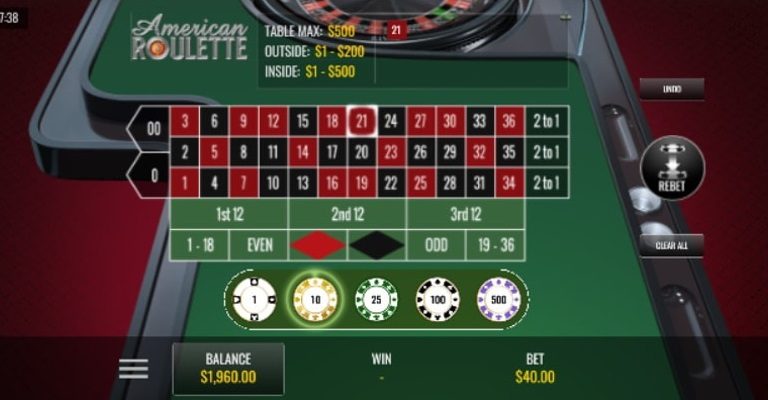 7:38
American
ROULETTE
TABLE MAX: $500
OUTSIDE: $1 - $200
INSIDE: $1 - $500
21
UNDO
00 3 6 9 12 15 18 21 24 27 30 33 36 2 to 1
2 5 8 11 14 17 20 23 26 29 32 35 2 to 1
0 1 4 7 10 13 16 19 22 25 28 31 34 2 to 1
REBET
1st 12 2nd 12 3rd 12
1 - 18 EVEN ODD 19 - 36
CLEAR ALL
1 10 25 100 500
BALANCE WIN BET
$1,960.00 - $40.00